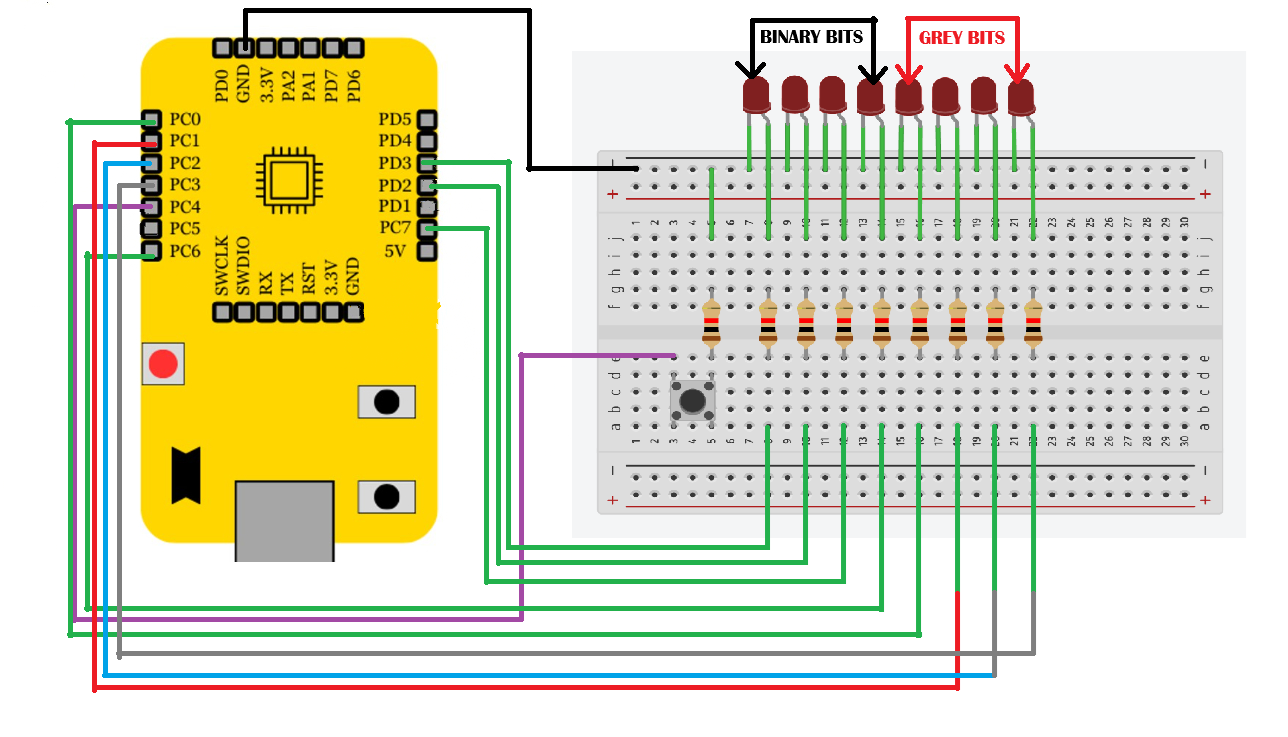 BINARY BITS
GREY BITS
PD0 GND 3.3V PA2 PA1 PD7 PD6
PC0 PD5
PC1 PD4
PC2 PD3
PC3 PD2
PC4 PD1
PC5 PC7
PC6 5V
SWCLK SWDIO RX TX RST 3.3V GND
− −
+ +
1 2 3 4 5 6 7 8 9 10 11 12 13 14 15 16 17 18 19 20 21 22 23 24 25 26 27 28 29 30
j j
i i
h h
g g
f f
e e
d d
c c
b b
a a
1 2 3 4 5 6 7 8 9 10 11 12 13 14 15 16 17 18 19 20 21 22 23 24 25 26 27 28 29 30
− −
+ +